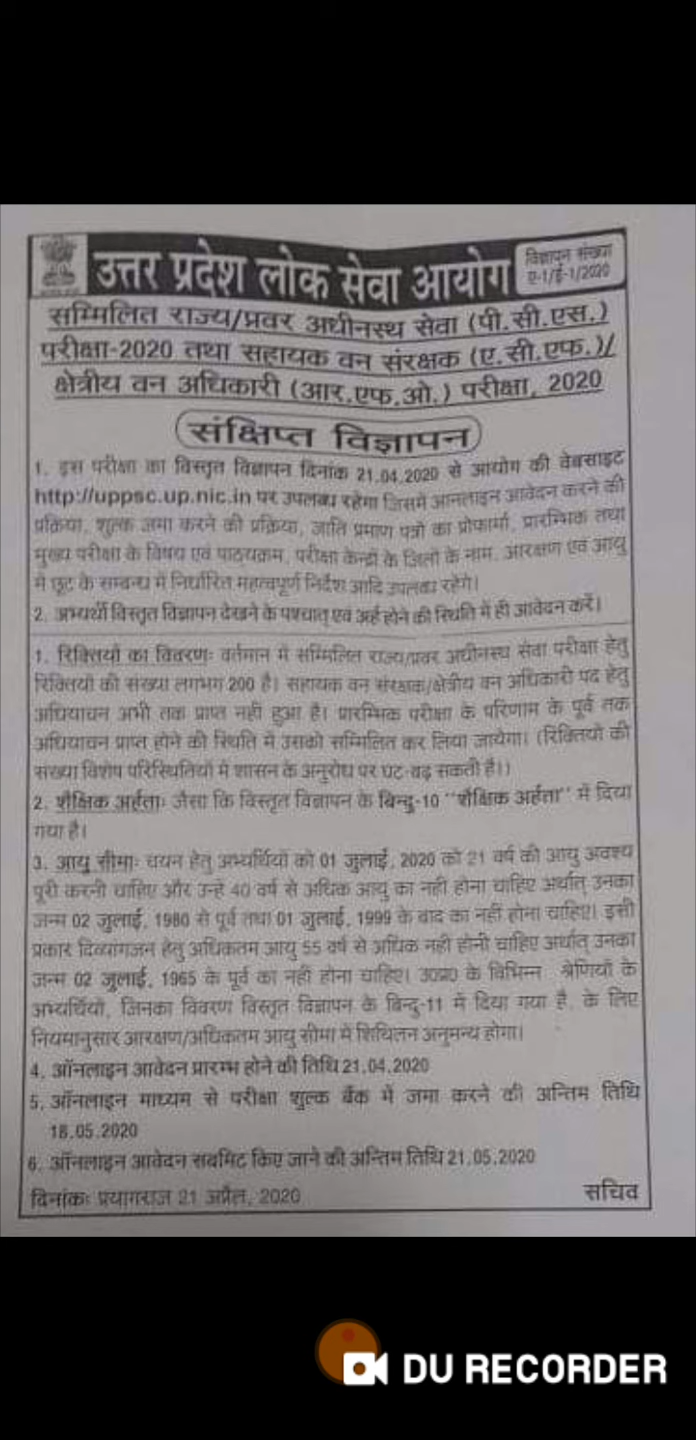 उत्तर प्रदेश लोक सेवा आयोग
विज्ञापन संख्या
ए-1/ई-1/2020
सम्मिलित राज्य/प्रवर अधीनस्थ सेवा (पी.सी.एस.)
परीक्षा-2020 तथा सहायक वन संरक्षक (ए.सी.एफ.)/
क्षेत्रीय वन अधिकारी (आर.एफ.ओ.) परीक्षा, 2020
संक्षिप्त विज्ञापन
1. इस परीक्षा का विस्तृत विज्ञापन दिनांक 21.04.2020 से आयोग की वेबसाइट
http://uppsc.up.nic.in पर उपलब्ध रहेगा जिसमें आनलाइन आवेदन करने की
प्रक्रिया, शुल्क जमा करने की प्रक्रिया, जाति प्रमाण पत्रो का प्रोफार्मा, प्रारम्भिक तथा
मुख्य परीक्षा के विषय एवं पाठ्यक्रम, परीक्षा केन्द्रों के जिलों के नाम, आरक्षण एवं आयु
में छूट के सम्बन्ध में निर्धारित महत्वपूर्ण निर्देश आदि उपलब्ध रहेगे।
2. अभ्यर्थी विस्तृत विज्ञापन देखने के पश्चात् एवं अर्ह होने की स्थिति में ही आवेदन करें।
1. रिक्तियों का विवरणः वर्तमान में सम्मिलित राज्य/प्रवर अधीनस्थ सेवा परीक्षा हेतु
रिक्तियों की संख्या लगभग 200 है। सहायक वन संरक्षक/क्षेत्रीय वन अधिकारी पद हेतु
अधियाचन अभी तक प्राप्त नही हुआ है। प्रारम्भिक परीक्षा के परिणाम के पूर्व तक
अधियाचन प्राप्त होने की स्थिति में उसको सम्मिलित कर लिया जायेगा। (रिक्तियों की
संख्या विशेष परिस्थितियों में शासन के अनुरोध पर घट-बढ़ सकती है।)
2. शैक्षिक अर्हताः जैसा कि विस्तृत विज्ञापन के बिन्दु-10 "शैक्षिक अर्हता" में दिया
गया है।
3. आयु सीमाः चयन हेतु अभ्यर्थियों को 01 जुलाई, 2020 को 21 वर्ष की आयु अवश्य
पूरी करनी चाहिए और उन्हे 40 वर्ष से अधिक आयु का नही होना चाहिए अर्थात् उनका
जन्म 02 जुलाई, 1980 से पूर्व तथा 01 जुलाई, 1999 के बाद का नहीं होना चाहिए। इसी
प्रकार दिव्यांगजन हेतु अधिकतम आयु 55 वर्ष से अधिक नही होनी चाहिए अर्थात् उनका
जन्म 02 जुलाई, 1965 के पूर्व का नही होना चाहिए। उ०प्र० के विभिन्न श्रेणियों के
अभ्यर्थियों, जिनका विवरण विस्तृत विज्ञापन के बिन्दु-11 में दिया गया है, के लिए
नियमानुसार आरक्षण/अधिकतम आयु सीमा मे शिथिलन अनुमन्य होगा।
4. ऑनलाइन आवेदन प्रारम्भ होने की तिथि 21.04.2020
5. ऑनलाइन माध्यम से परीक्षा शुल्क बैंक में जमा करने की अन्तिम तिथि
18.05.2020
6. ऑनलाइन आवेदन सबमिट किए जाने की अन्तिम तिथि 21.05.2020
दिनांकः प्रयागराज 21 अप्रैल, 2020
सचिव
DU RECORDER